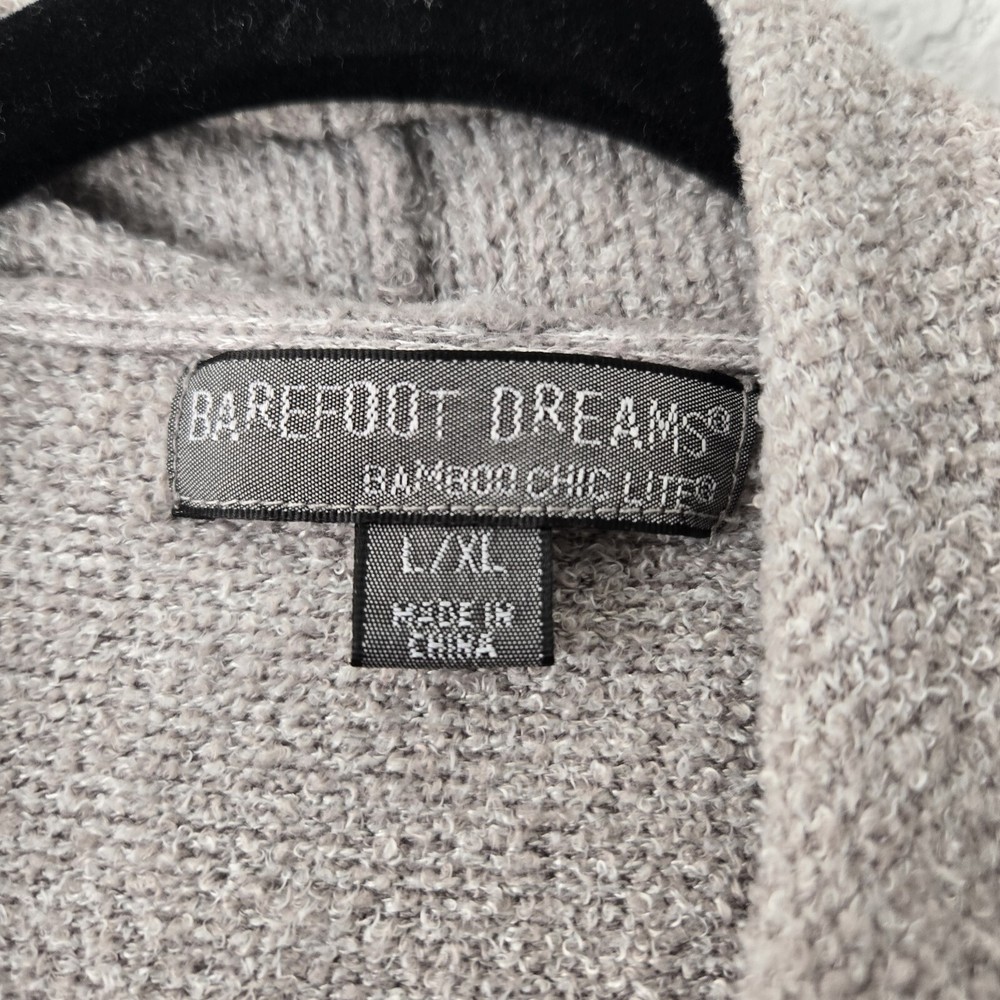 BAREFOOT DREAMS®
BAMBOO CHIC LITE®
L/XL
MADE IN
CHINA